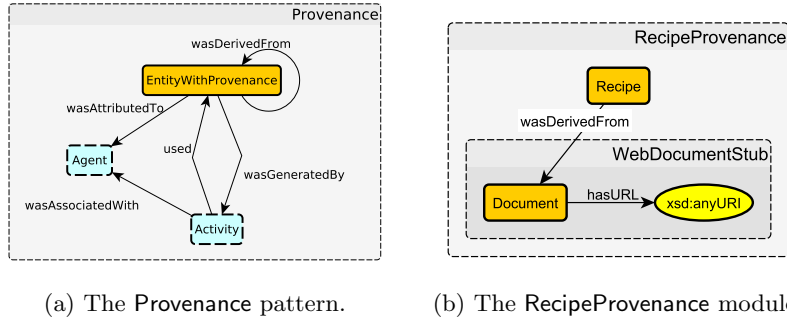 Provenance
wasDerivedFrom
EntityWithProvenance
wasAttributedTo
used
Agent
wasGeneratedBy
wasAssociatedWith
Activity
(a) The Provenance pattern.
RecipeProvenance
Recipe
wasDerivedFrom
WebDocumentStub
Document
hasURL
xsd:anyURI
(b) The RecipeProvenance module